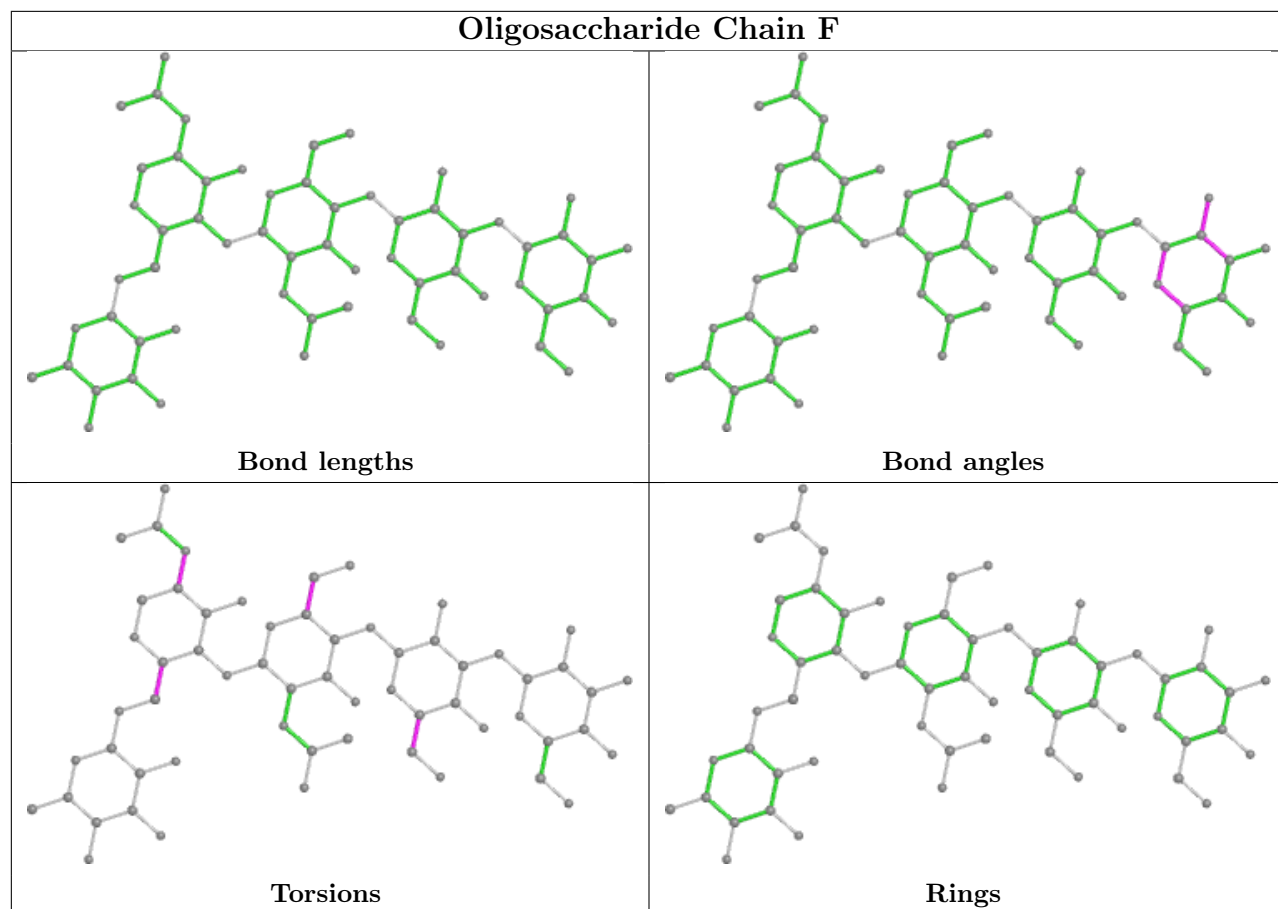 Oligosaccharide Chain F
Bond lengths
Bond angles
Torsions
Rings